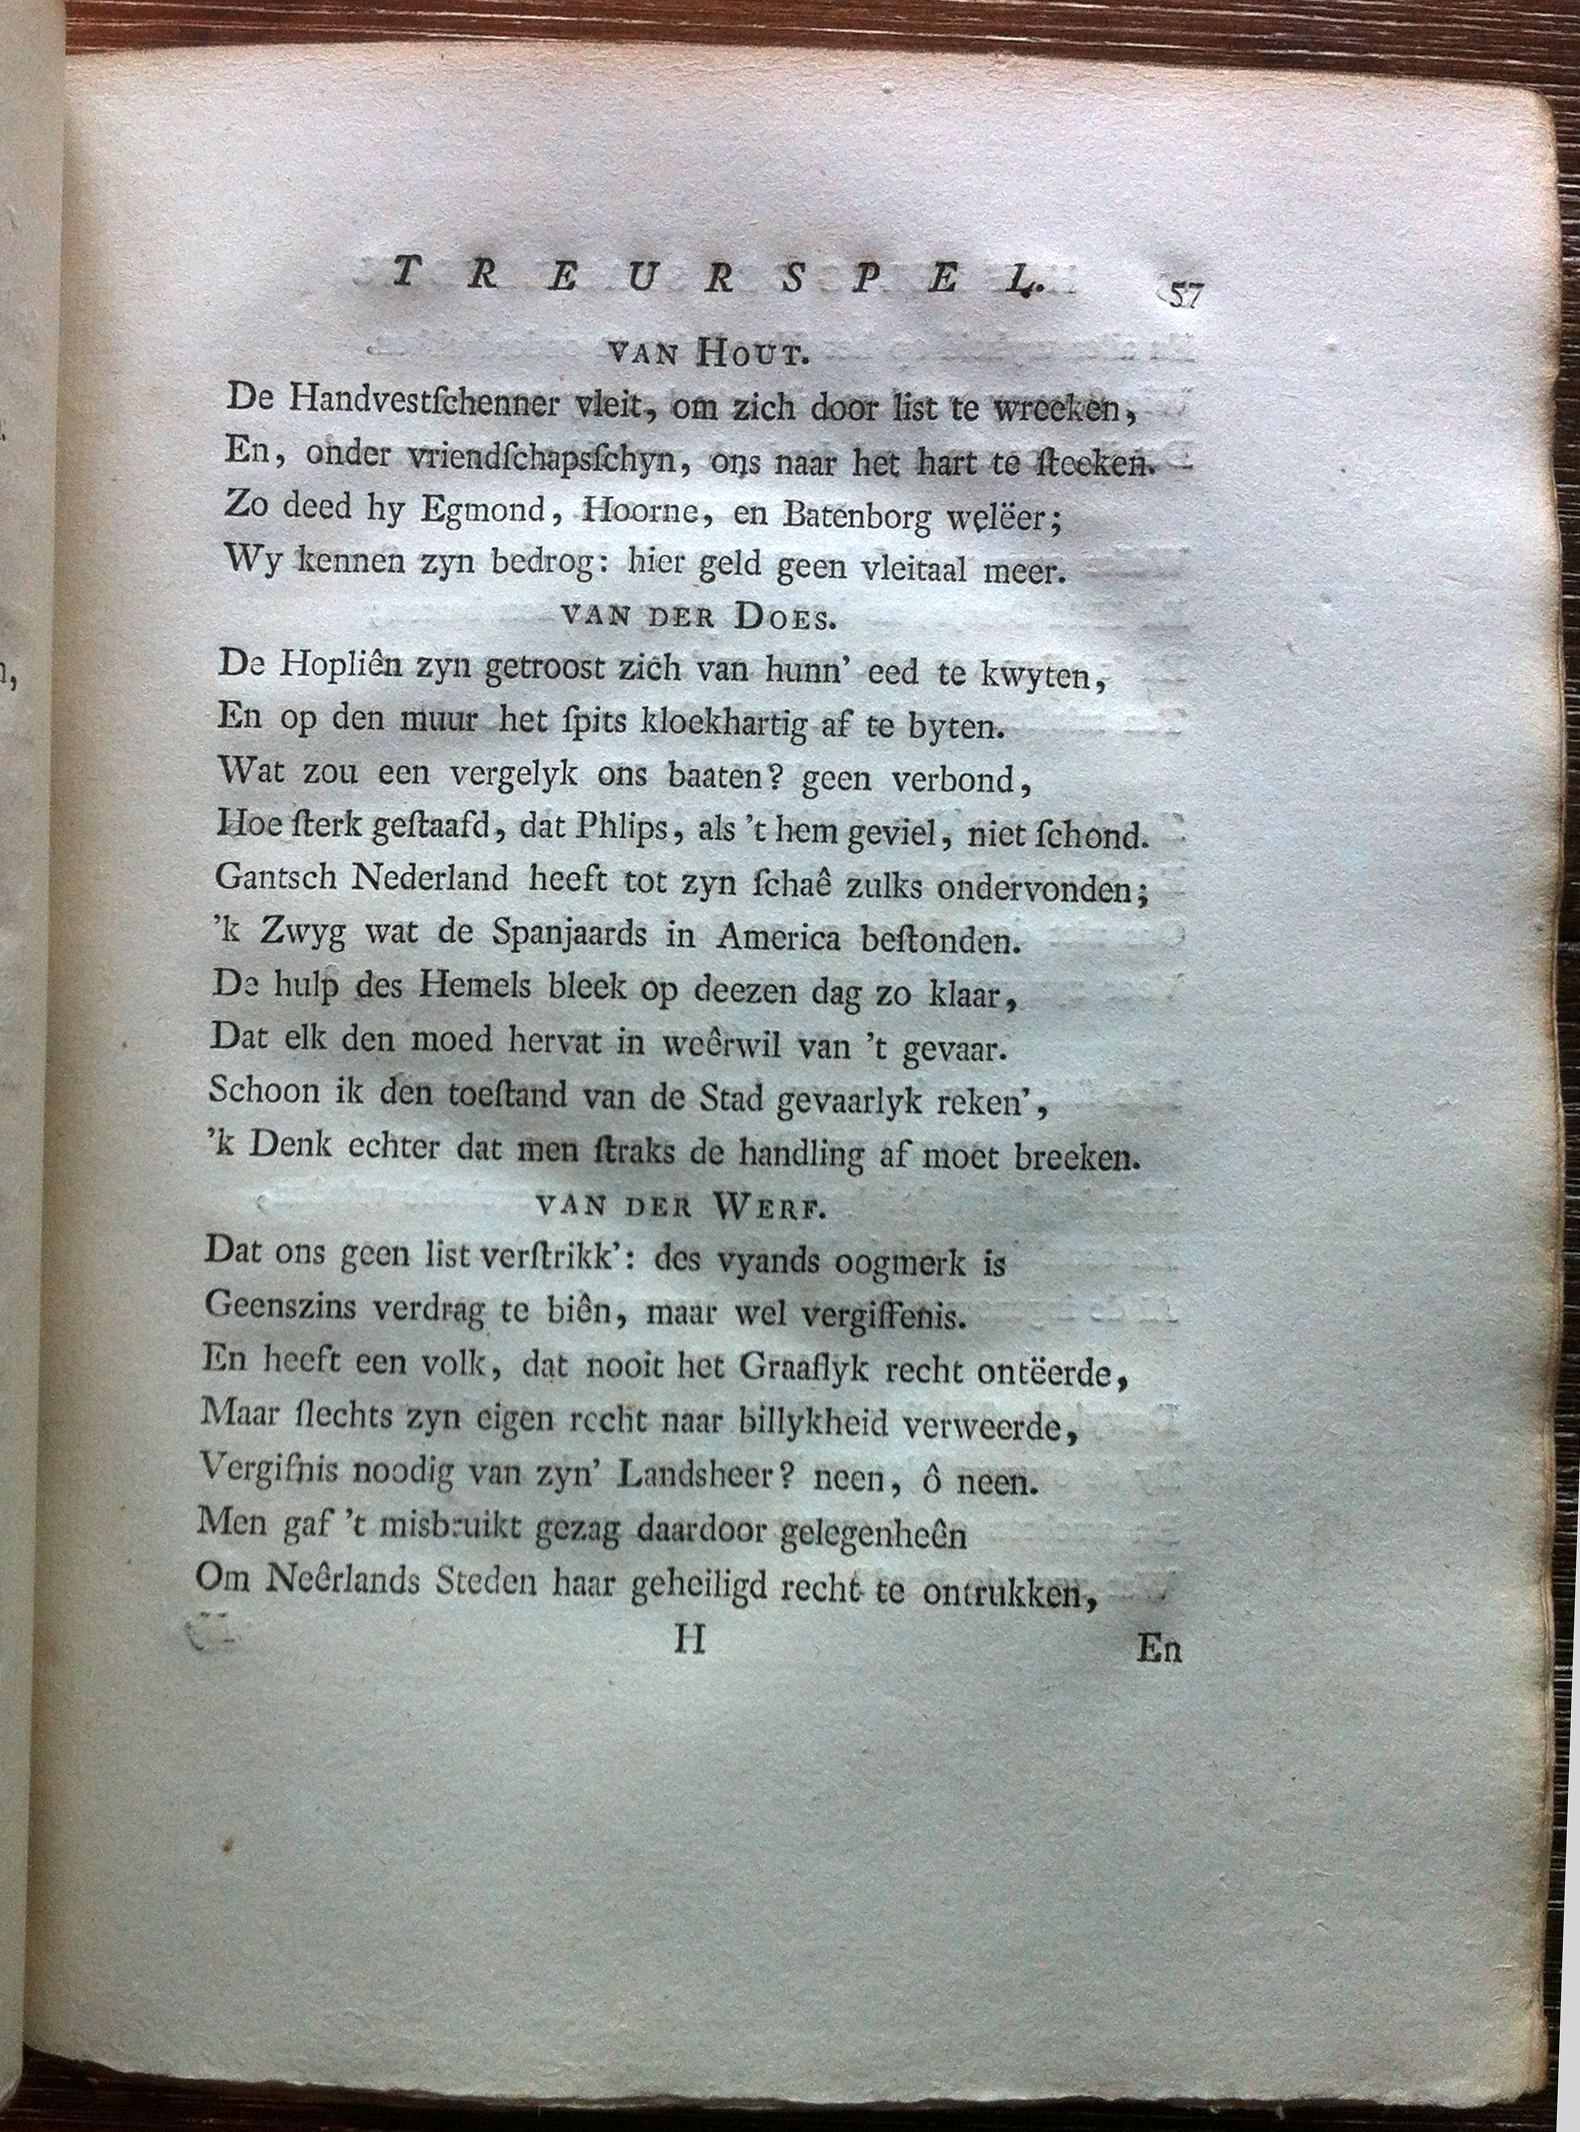 TREURSPEL. 57
VAN HOUT.
De Handvestſchenner vleit, om zich door list te wreeken,
En, onder vriendſchapsſchyn, ons naar het hart te ſteeken.
Zo deed hy Egmond, Hoorne, en Batenborg welëer;
Wy kennen zyn bedrog: hier geld geen vleitaal meer.
VAN DER DOES.
De Hopliên zyn getroost zich van hunn’ eed te kwyten,
En op den muur het ſpits kloekhartig af te byten.
Wat zou een vergelyk ons baaten? geen verbond,
Hoe ſterk geſtaafd, dat Phlips, als ’t hem geviel, niet ſchond.
Gantsch Nederland heeft tot zyn ſchaê zulks ondervonden;
’k Zwyg wat de Spanjaards in America beſtonden.
De hulp des Hemels bleek op deezen dag zo klaar,
Dat elk den moed hervat in weêrwil van ’t gevaar.
Schoon ik den toeſtand van de Stad gevaarlyk reken’,
’k Denk echter dat men ſtraks de handling af moet breeken.
VAN DER WERF.
Dat ons geen list verſtrikk’: des vyands oogmerk is
Geenszins verdrag te biên, maar wel vergiffenis.
En heeft een volk, dat nooit het Graaflyk recht ontëerde,
Maar ſlechts zyn eigen recht naar billykheid verweerde,
Vergifnis noodig van zyn’ Landsheer? neen, ô neen.
Men gaf ’t misbruikt gezag daardoor gelegenheên
Om Neêrlands Steden haar geheiligd recht te ontrukken,
H En